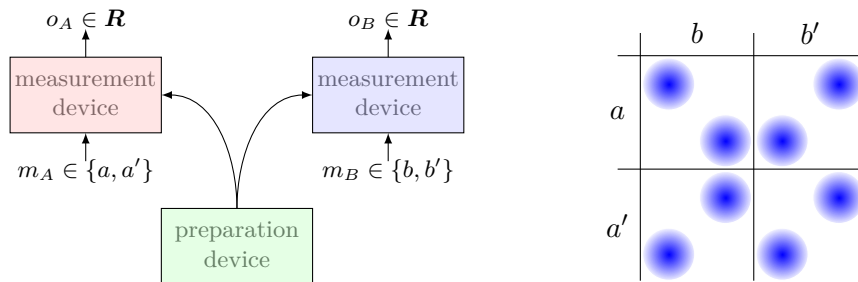 o_A ∈ R
o_B ∈ R
measurement
device
measurement
device
m_A ∈ {a, a′}
m_B ∈ {b, b′}
preparation
device
b
b′
a
a′